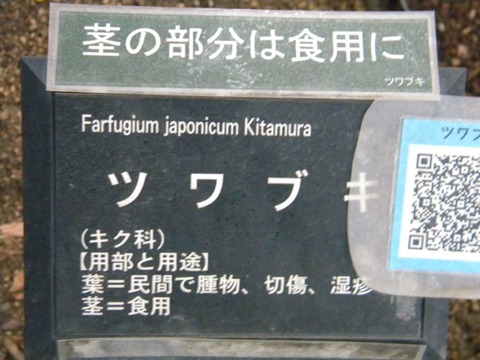 茎の部分は食用に
ツワブキ
Farfugium japonicum Kitamura
ツワブ
ツワブキ
(キク科)
【用部と用途】
葉=民間で腫物、切傷、湿疹
茎=食用